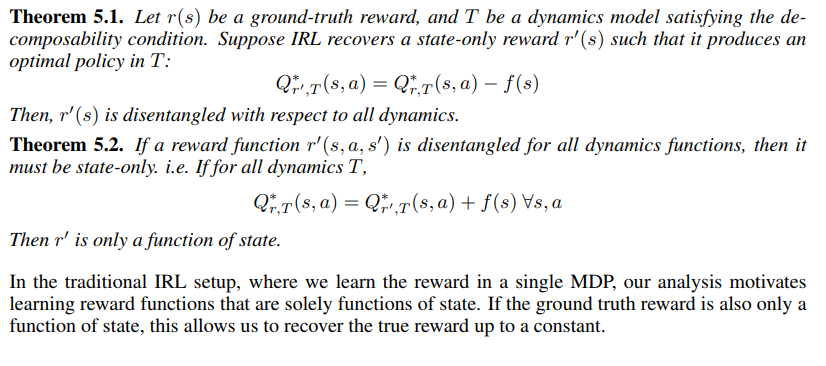 Theorem 5.1. Let r(s) be a ground-truth reward, and T be a dynamics model satisfying the de-
composability condition. Suppose IRL recovers a state-only reward r′(s) such that it produces an
optimal policy in T:
Q*_{r′,T}(s, a) = Q*_{r,T}(s, a) − f(s)
Then, r′(s) is disentangled with respect to all dynamics.
Theorem 5.2. If a reward function r′(s, a, s′) is disentangled for all dynamics functions, then it
must be state-only. i.e. If for all dynamics T,
Q*_{r,T}(s, a) = Q*_{r′,T}(s, a) + f(s) ∀s, a
Then r′ is only a function of state.
In the traditional IRL setup, where we learn the reward in a single MDP, our analysis motivates
learning reward functions that are solely functions of state. If the ground truth reward is also only a
function of state, this allows us to recover the true reward up to a constant.